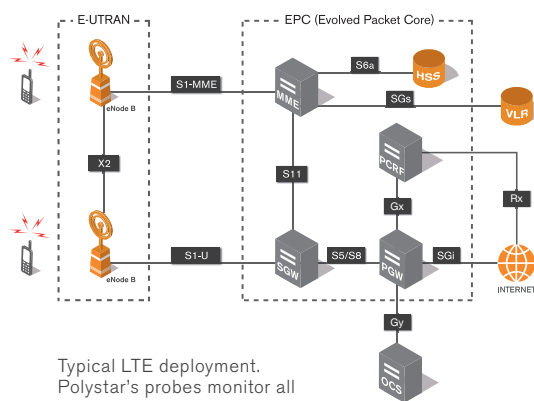 E-UTRAN
EPC (Evolved Packet Core)
S6a
HSS
S1-MME
MME
SGs
VLR
eNode B
X2
PCRF
S11
Rx
Gx
S1-U
SGW
S5/S8
PGW
SGi
eNode B
INTERNET
Gy
OCS
Typical LTE deployment.
Polystar's probes monitor all